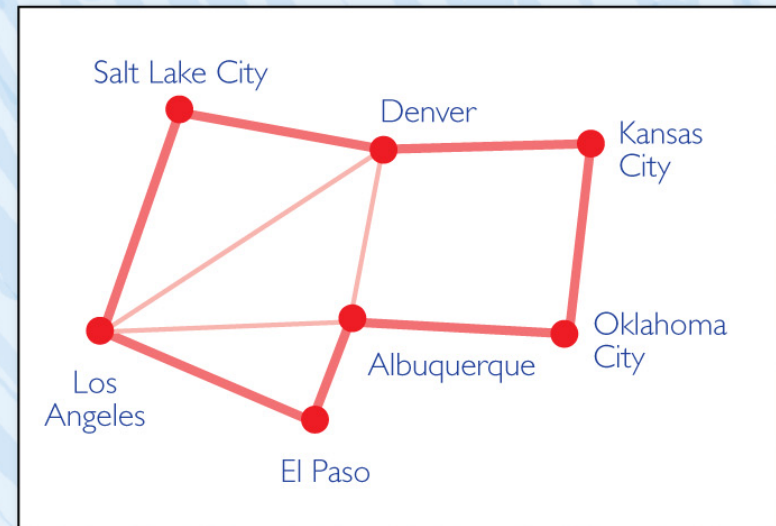 Salt Lake City
Denver
Kansas
City
Oklahoma
City
Albuquerque
Los
Angeles
El Paso